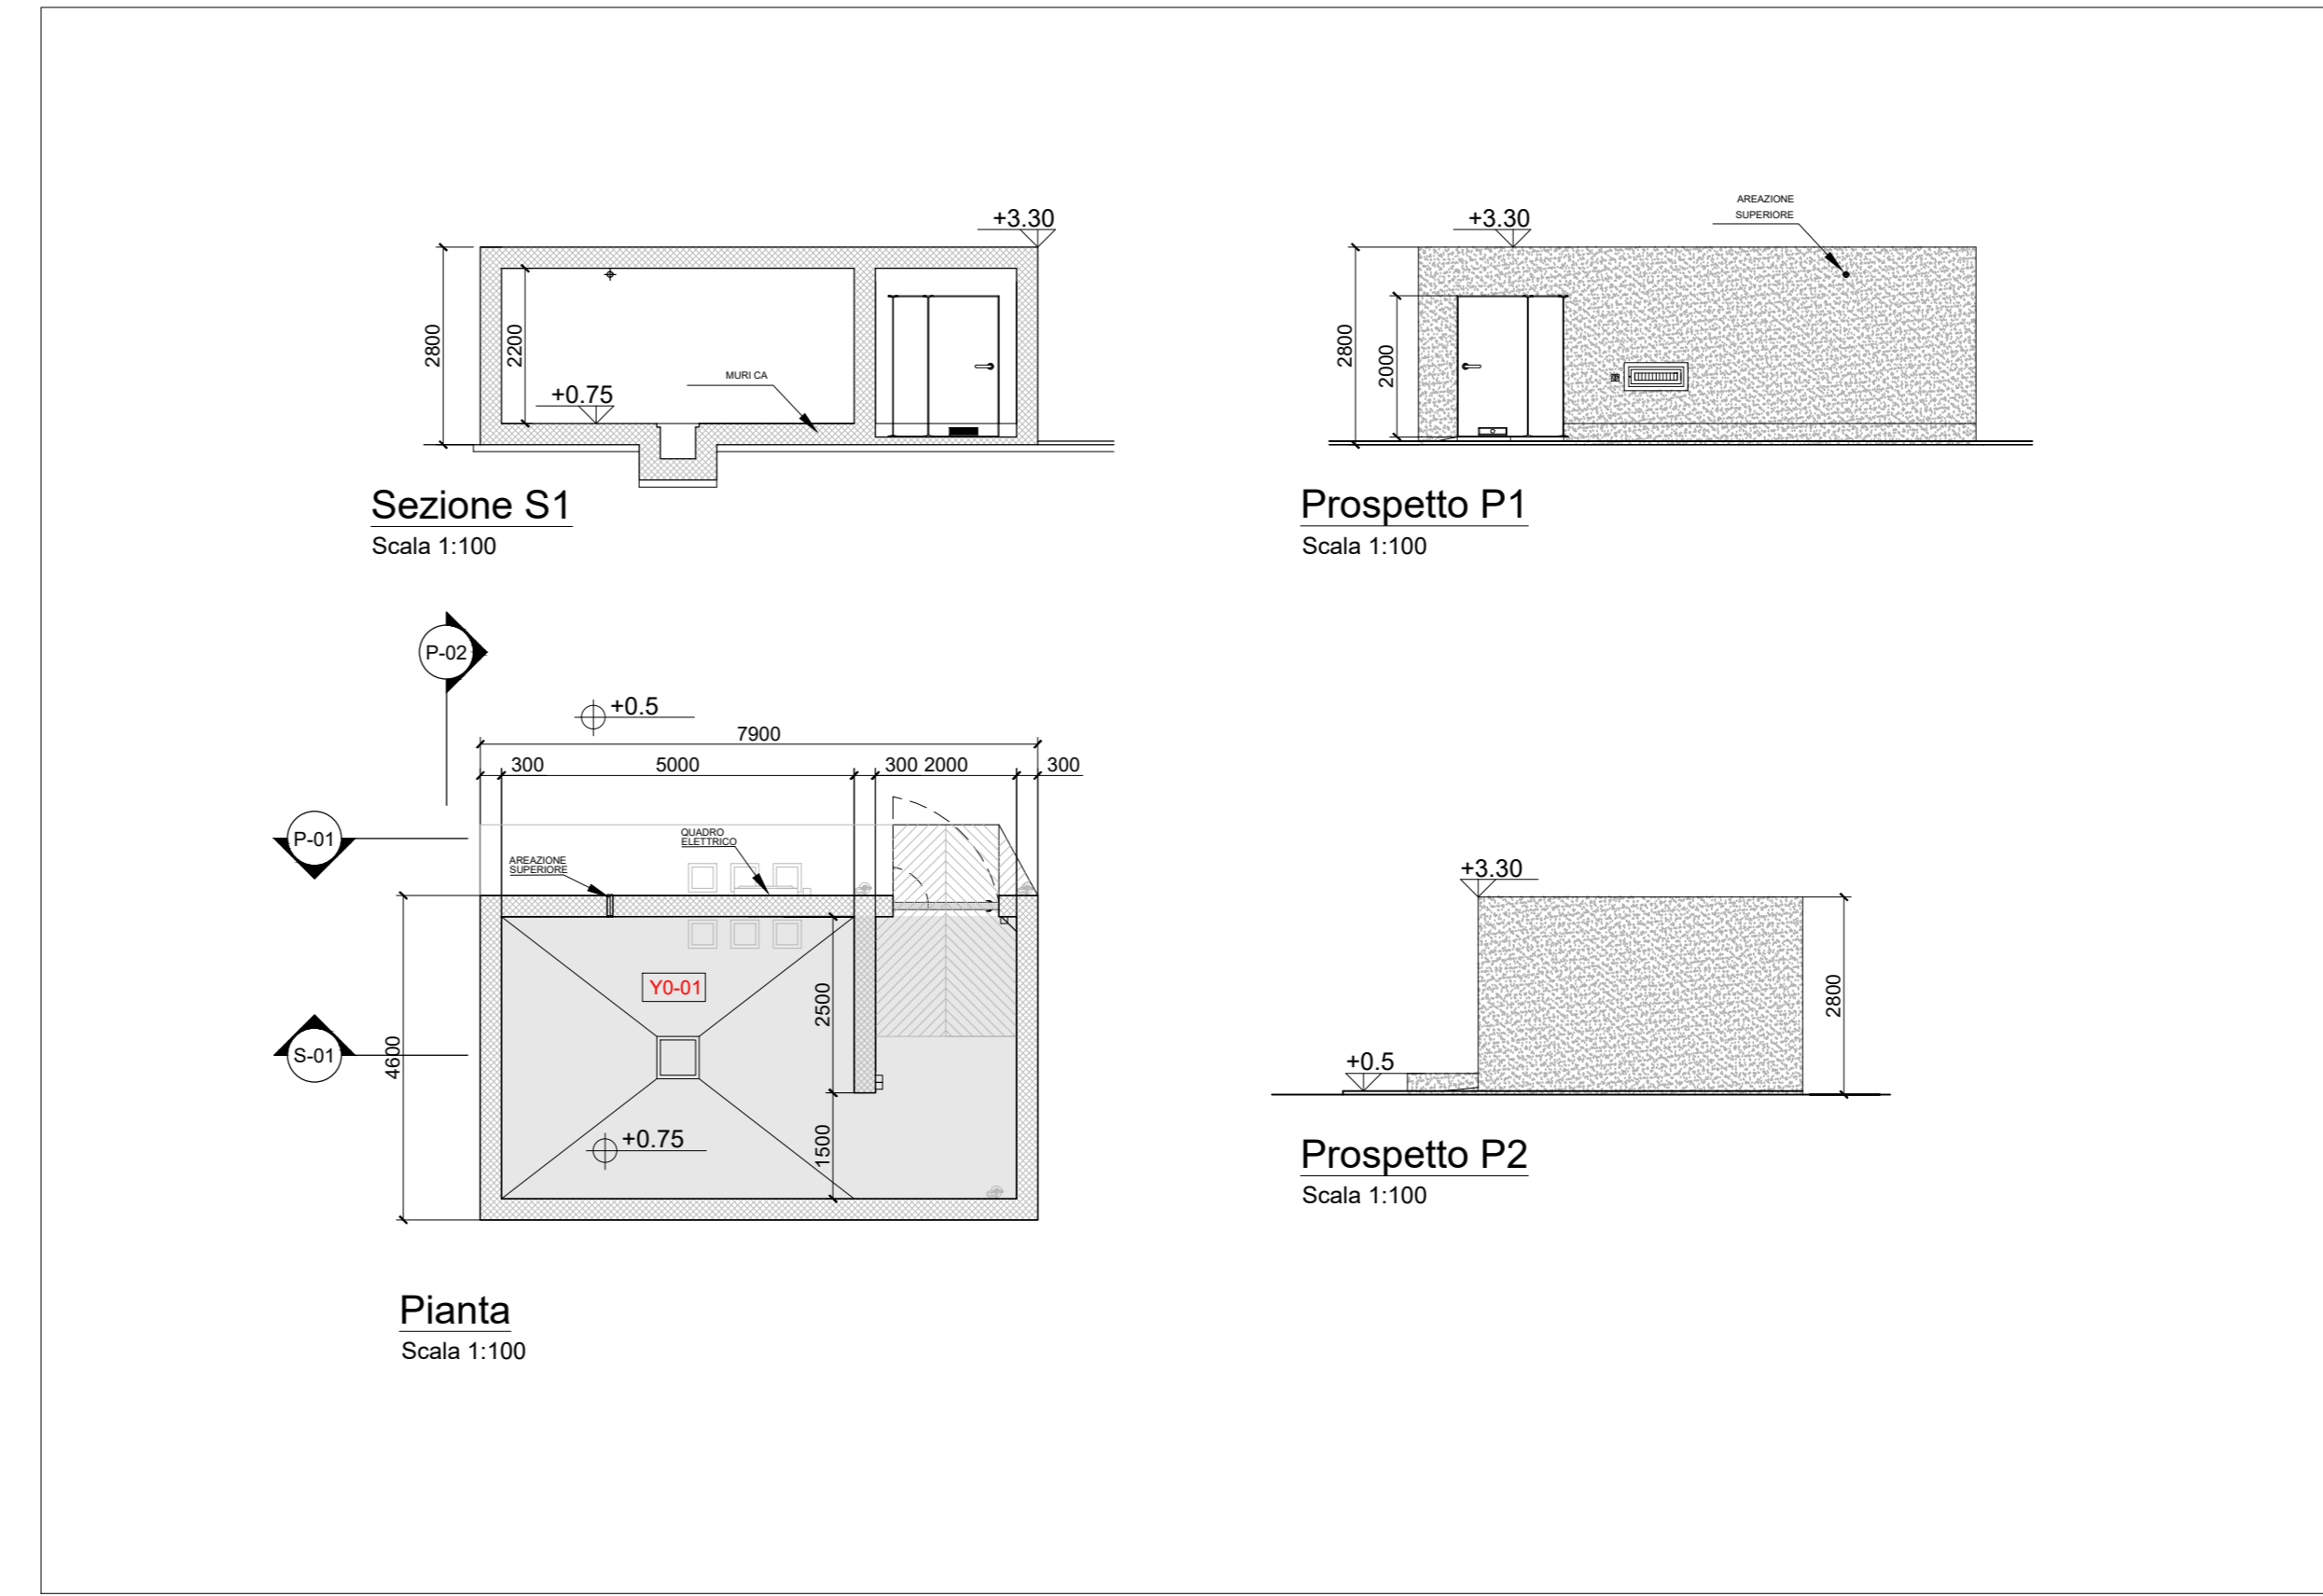 +3.30
2800
2200
+0.75
MURI CA
Sezione S1
Scala 1:100
AREAZIONE
SUPERIORE
+3.30
2800
2000
Prospetto P1
Scala 1:100
P-02
+0.5
7900
300
5000
300
2000
300
P-01
QUADRO
ELETTRICO
AREAZIONE
SUPERIORE
Y0-01
2500
S-01
4600
+0.75
1500
Pianta
Scala 1:100
+3.30
+0.5
2800
Prospetto P2
Scala 1:100